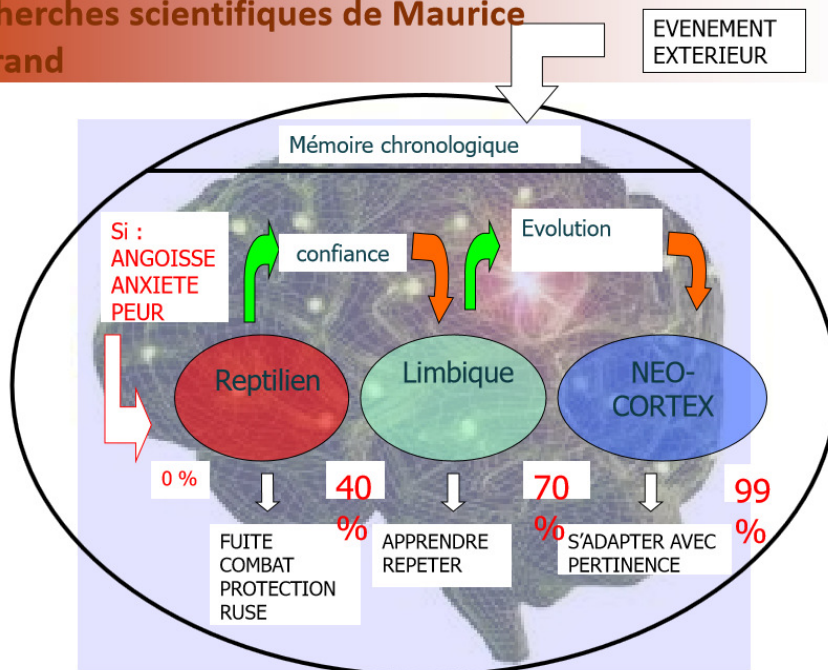 herches scientifiques de Maurice
rand
EVENEMENT
EXTERIEUR
Mémoire chronologique
Si :
ANGOISSE
ANXIETE
PEUR
confiance
Evolution
Reptilien
Limbique
NEO-
CORTEX
0 %
40
%
70
%
99
%
FUITE
COMBAT
PROTECTION
RUSE
APPRENDRE
REPETER
S’ADAPTER AVEC
PERTINENCE